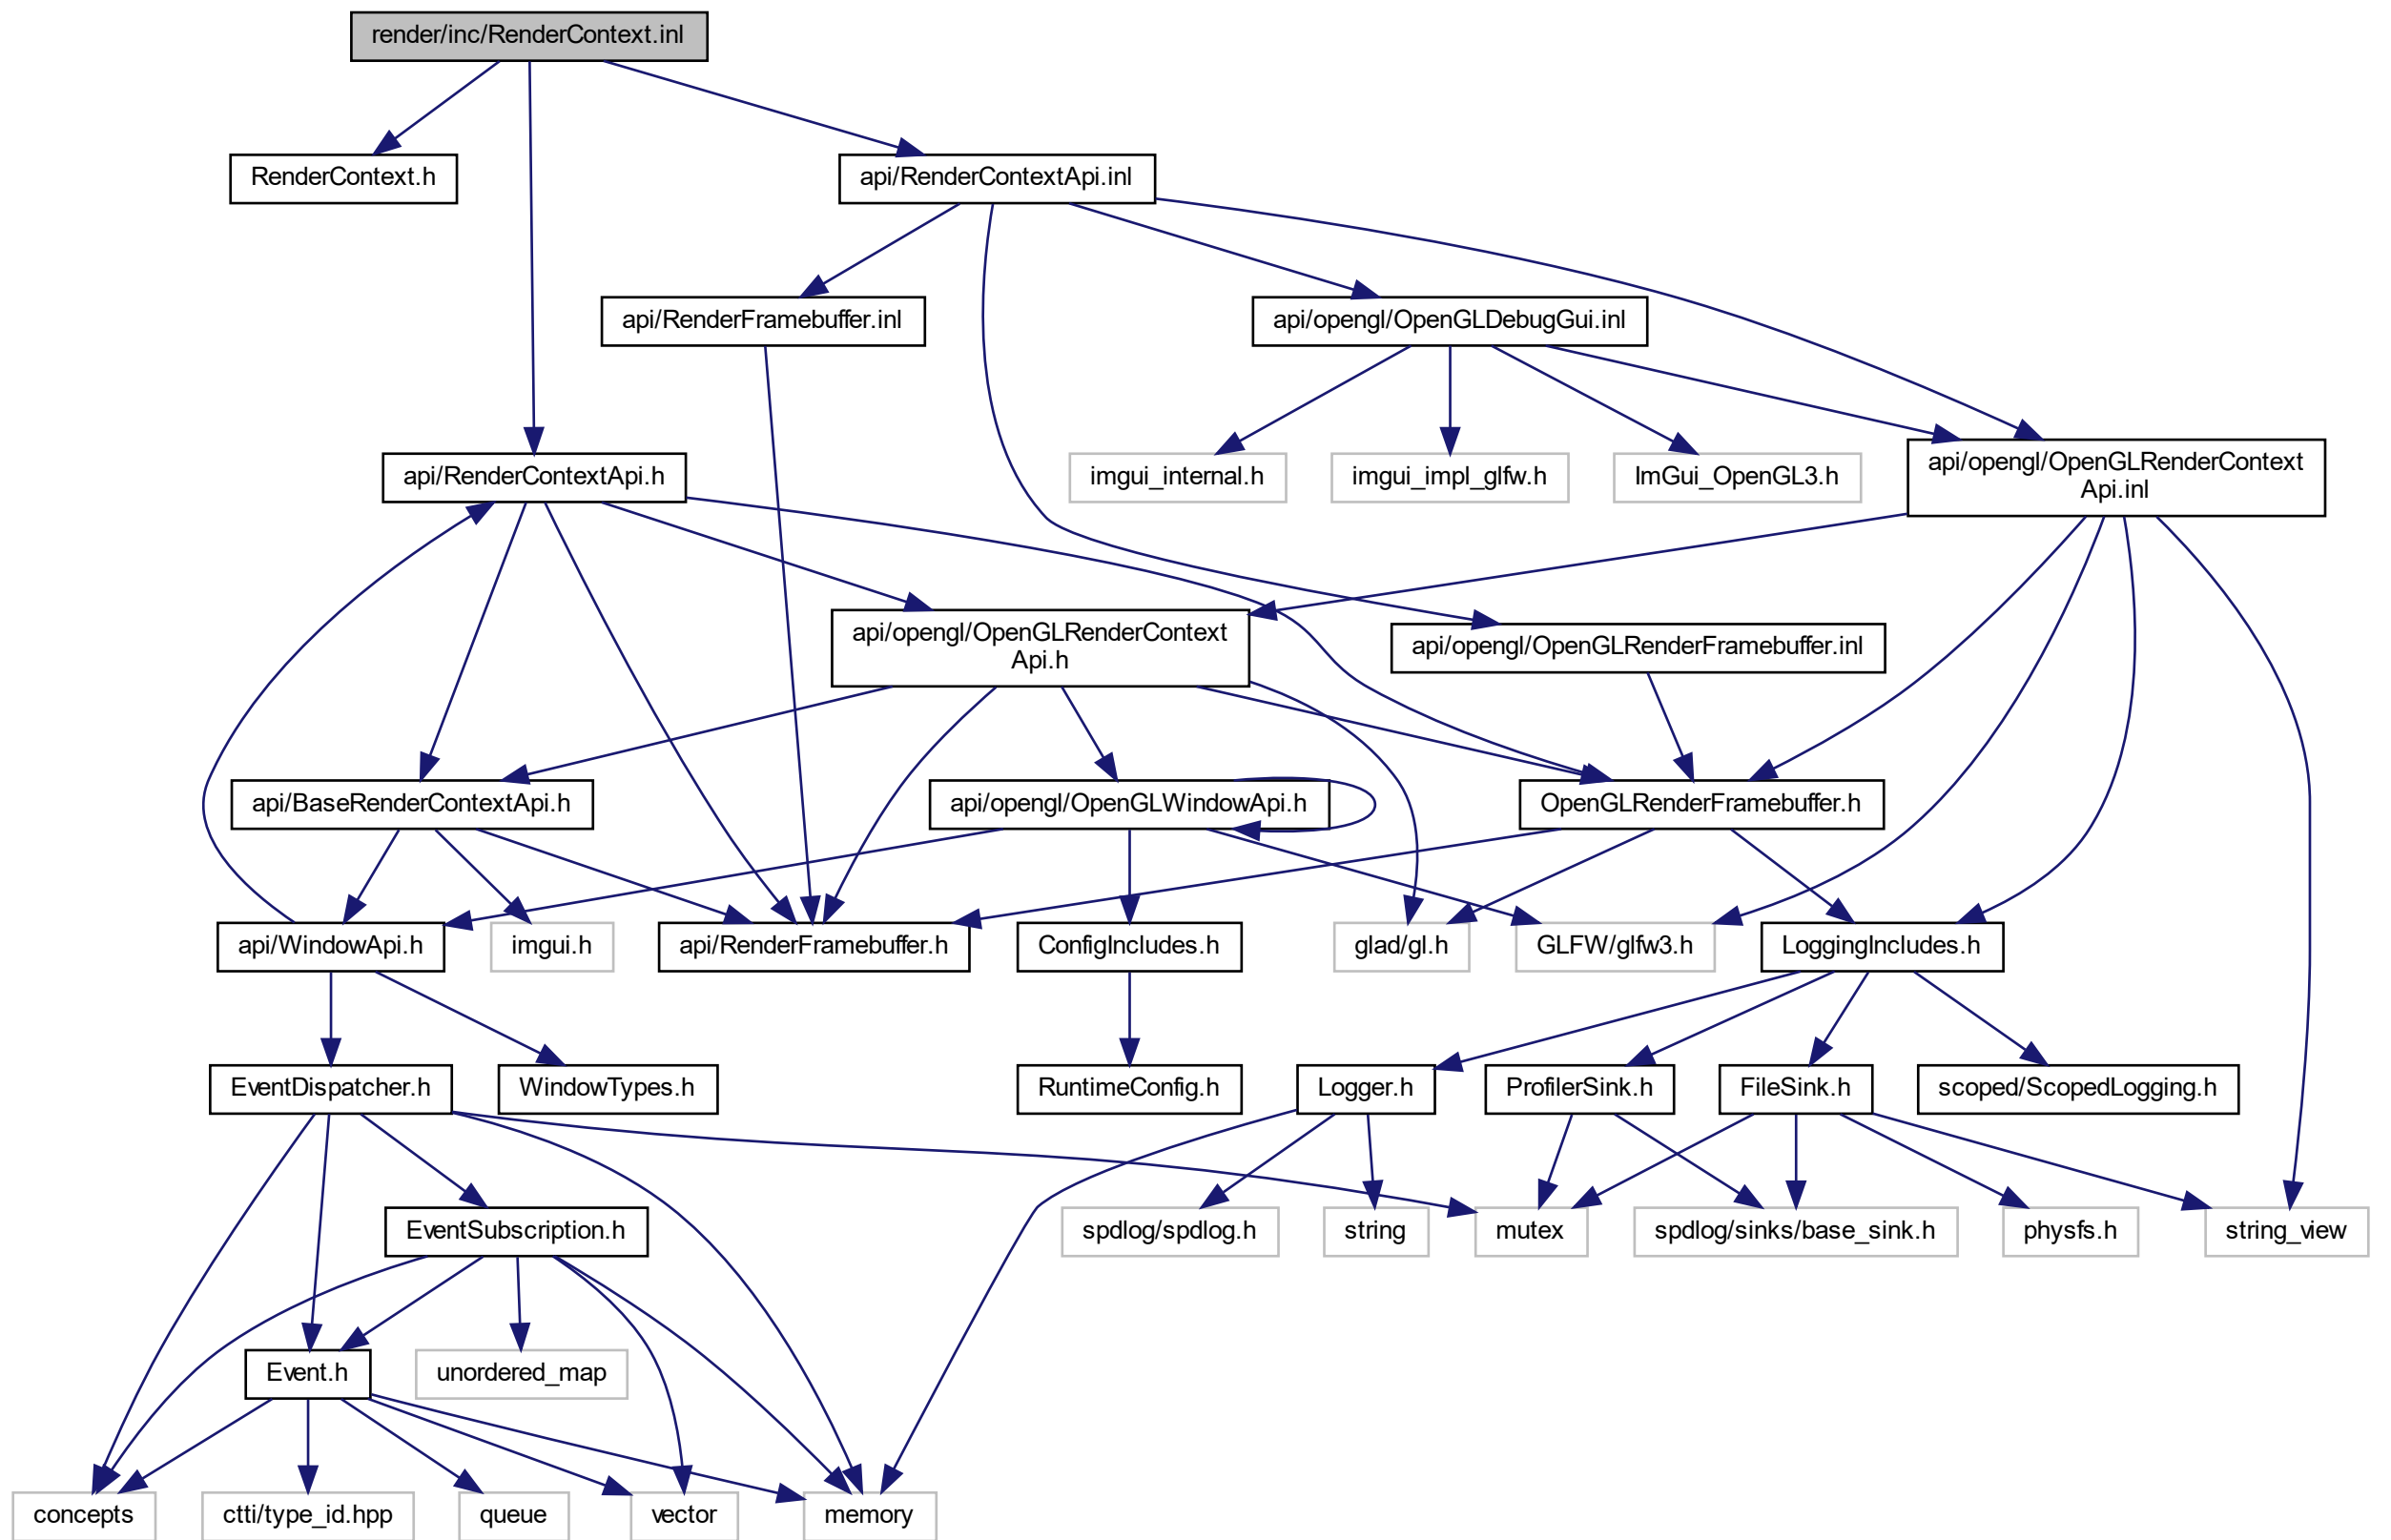 render/inc/RenderContext.inl
RenderContext.h
api/RenderContextApi.inl
api/RenderFramebuffer.inl
api/opengl/OpenGLDebugGui.inl
api/RenderContextApi.h
imgui_internal.h
imgui_impl_glfw.h
ImGui_OpenGL3.h
api/opengl/OpenGLRenderContext
Api.inl
api/opengl/OpenGLRenderContext
Api.h
api/opengl/OpenGLRenderFramebuffer.inl
api/BaseRenderContextApi.h
api/opengl/OpenGLWindowApi.h
OpenGLRenderFramebuffer.h
api/WindowApi.h
imgui.h
api/RenderFramebuffer.h
ConfigIncludes.h
glad/gl.h
GLFW/glfw3.h
LoggingIncludes.h
EventDispatcher.h
WindowTypes.h
RuntimeConfig.h
Logger.h
ProfilerSink.h
FileSink.h
scoped/ScopedLogging.h
EventSubscription.h
spdlog/spdlog.h
string
mutex
spdlog/sinks/base_sink.h
physfs.h
string_view
Event.h
unordered_map
concepts
ctti/type_id.hpp
queue
vector
memory